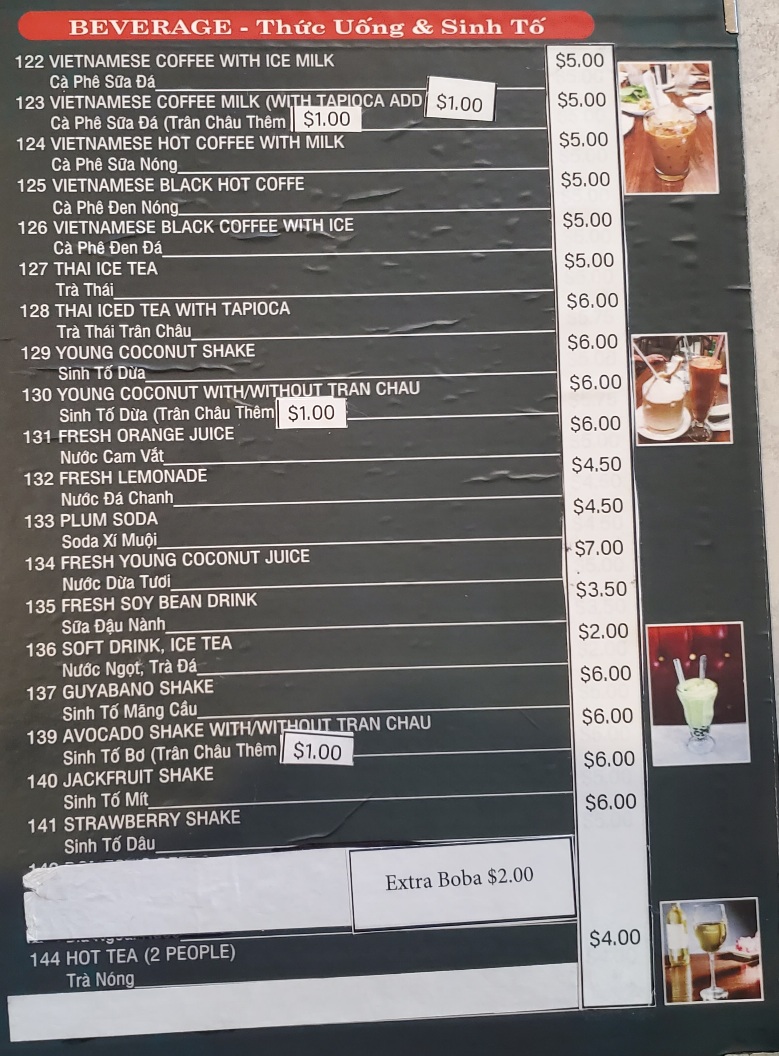 BEVERAGE - Thức Uống & Sinh Tố
122 VIETNAMESE COFFEE WITH ICE MILK $5.00
Cà Phê Sữa Đá
123 VIETNAMESE COFFEE MILK (WITH TAPIOCA ADD $1.00 $5.00
Cà Phê Sữa Đá (Trân Châu Thêm $1.00
124 VIETNAMESE HOT COFFEE WITH MILK $5.00
Cà Phê Sữa Nóng
125 VIETNAMESE BLACK HOT COFFE $5.00
Cà Phê Đen Nóng
126 VIETNAMESE BLACK COFFEE WITH ICE $5.00
Cà Phê Đen Đá
127 THAI ICE TEA $5.00
Trà Thái
128 THAI ICED TEA WITH TAPIOCA $6.00
Trà Thái Trân Châu
129 YOUNG COCONUT SHAKE $6.00
Sinh Tố Dừa
130 YOUNG COCONUT WITH/WITHOUT TRAN CHAU $6.00
Sinh Tố Dừa (Trân Châu Thêm $1.00
131 FRESH ORANGE JUICE $6.00
Nước Cam Vắt
132 FRESH LEMONADE $4.50
Nước Đá Chanh
133 PLUM SODA $4.50
Soda Xí Muội
134 FRESH YOUNG COCONUT JUICE $7.00
Nước Dừa Tươi
135 FRESH SOY BEAN DRINK $3.50
Sữa Đậu Nành
136 SOFT DRINK, ICE TEA $2.00
Nước Ngọt, Trà Đá
137 GUYABANO SHAKE $6.00
Sinh Tố Mãng Cầu
139 AVOCADO SHAKE WITH/WITHOUT TRAN CHAU $6.00
Sinh Tố Bơ (Trân Châu Thêm $1.00
140 JACKFRUIT SHAKE $6.00
Sinh Tố Mít
141 STRAWBERRY SHAKE $6.00
Sinh Tố Dâu
Extra Boba $2.00
144 HOT TEA (2 PEOPLE) $4.00
Trà Nóng